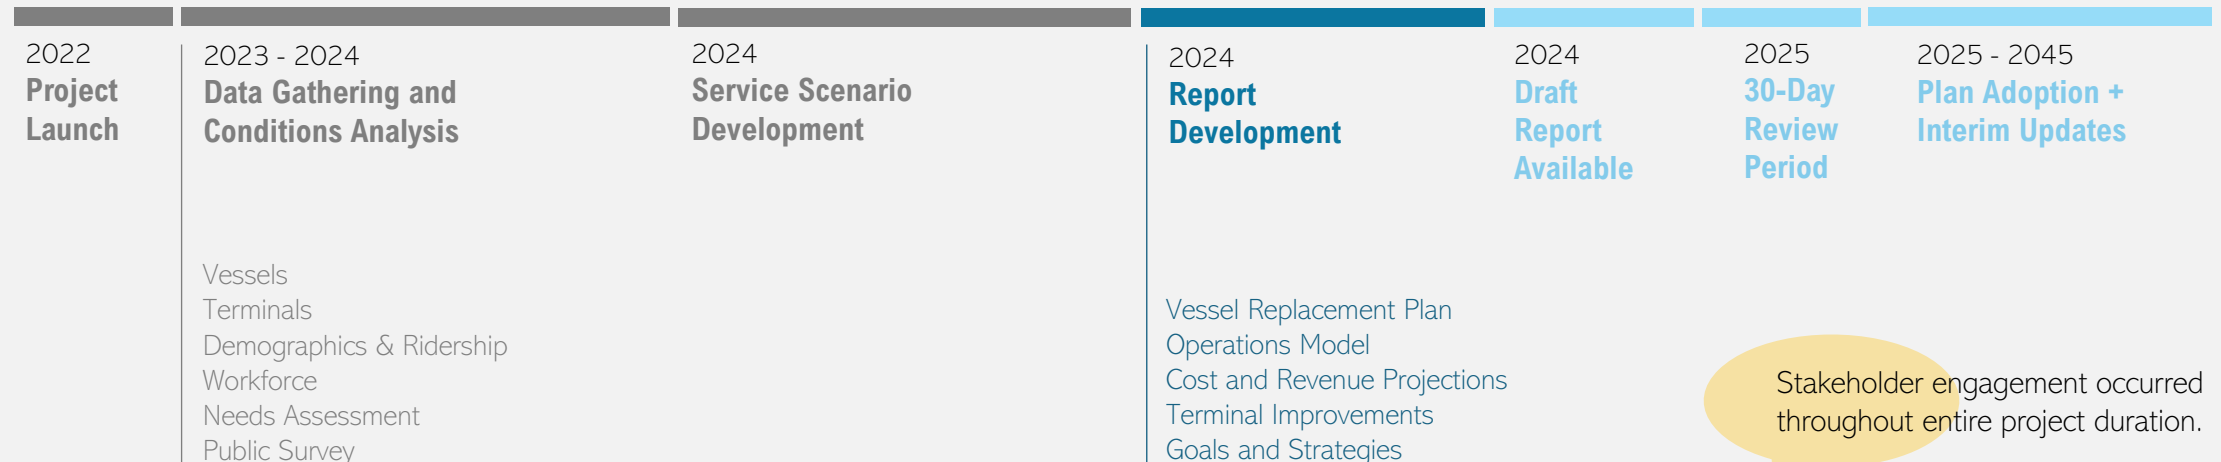 2022
Project
Launch
2023 - 2024
Data Gathering and
Conditions Analysis
Vessels
Terminals
Demographics & Ridership
Workforce
Needs Assessment
Public Survey
2024
Service Scenario
Development
2024
Report
Development
Vessel Replacement Plan
Operations Model
Cost and Revenue Projections
Terminal Improvements
Goals and Strategies
2024
Draft
Report
Available
2025
30-Day
Review
Period
2025 - 2045
Plan Adoption +
Interim Updates
Stakeholder engagement occurred
throughout entire project duration.